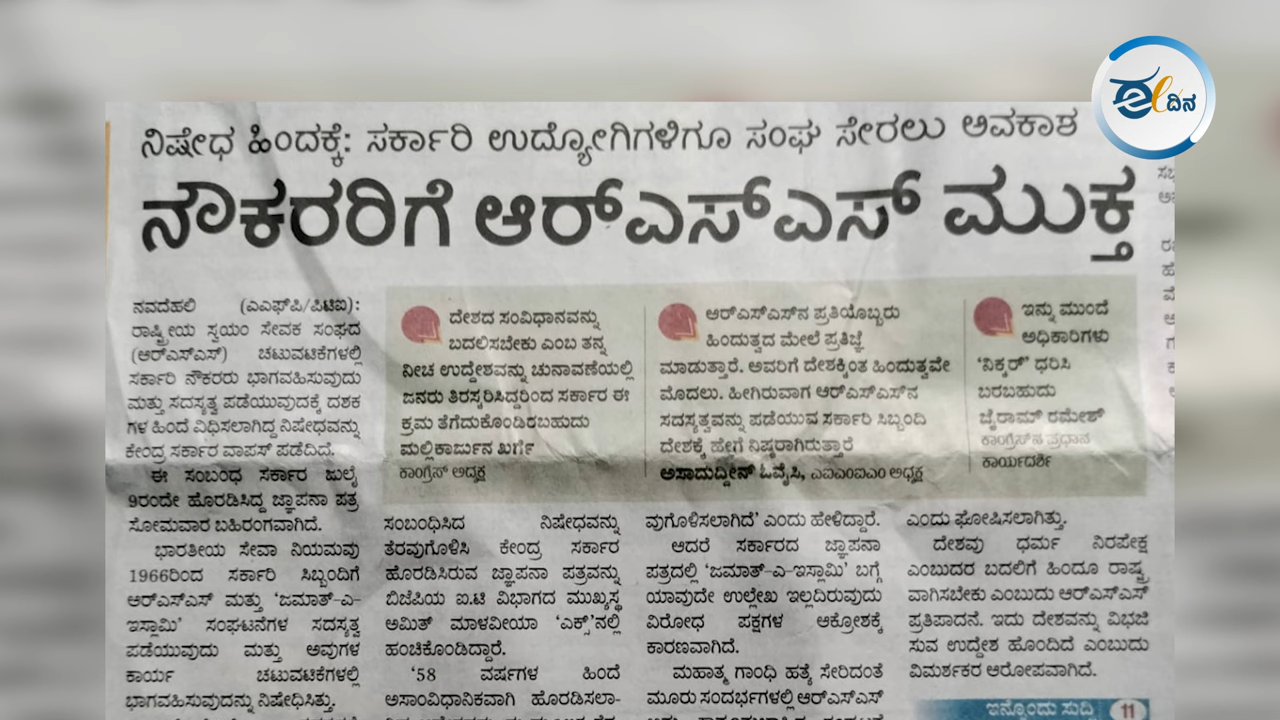 ದಿನ
ನಿಷೇಧ ಹಿಂದಕ್ಕೆ: ಸರ್ಕಾರಿ ಉದ್ಯೋಗಿಗಳಿಗೂ ಸಂಘ ಸೇರಲು ಅವಕಾಶ
ನೌಕರರಿಗೆ ಆರ್‌ಎಸ್‌ಎಸ್ ಮುಕ್ತ
ನವದೆಹಲಿ (ಎಎಫ್‌ಪಿ/ಪಿಟಿಐ):
ರಾಷ್ಟ್ರೀಯ ಸ್ವಯಂ ಸೇವಕ ಸಂಘದ
(ಆರ್‌ಎಸ್‌ಎಸ್) ಚಟುವಟಿಕೆಗಳಲ್ಲಿ
ಸರ್ಕಾರಿ ನೌಕರರು ಭಾಗವಹಿಸುವುದು
ಮತ್ತು ಸದಸ್ಯತ್ವ ಪಡೆಯುವುದಕ್ಕೆ ದಶಕ
ಗಳ ಹಿಂದೆ ವಿಧಿಸಲಾಗಿದ್ದ ನಿಷೇಧವನ್ನು
ಕೇಂದ್ರ ಸರ್ಕಾರ ವಾಪಸ್ ಪಡೆದಿದೆ.
ಈ ಸಂಬಂಧ ಸರ್ಕಾರ ಜುಲೈ
9ರಂದೇ ಹೊರಡಿಸಿದ್ದ ಜ್ಞಾಪನಾ ಪತ್ರ
ಸೋಮವಾರ ಬಹಿರಂಗವಾಗಿದೆ.
ಭಾರತೀಯ ಸೇವಾ ನಿಯಮವು
1966ರಿಂದ ಸರ್ಕಾರಿ ಸಿಬ್ಬಂದಿಗೆ
ಆರ್‌ಎಸ್‌ಎಸ್ ಮತ್ತು ‘ಜಮಾತ್-ಎ-
ಇಸ್ಲಾಮಿ’ ಸಂಘಟನೆಗಳ ಸದಸ್ಯತ್ವ
ಪಡೆಯುವುದು ಮತ್ತು ಅವುಗಳ
ಕಾರ್ಯ ಚಟುವಟಿಕೆಗಳಲ್ಲಿ
ಭಾಗವಹಿಸುವುದನ್ನು ನಿಷೇಧಿಸಿತ್ತು.
ದೇಶದ ಸಂವಿಧಾನವನ್ನು
ಬದಲಿಸಬೇಕು ಎಂಬ ತನ್ನ
ನೀಚ ಉದ್ದೇಶವನ್ನು ಚುನಾವಣೆಯಲ್ಲಿ
ಜನರು ತಿರಸ್ಕರಿಸಿದ್ದರಿಂದ ಸರ್ಕಾರ ಈ
ಕ್ರಮ ತೆಗೆದುಕೊಂಡಿರಬಹುದು
ಮಲ್ಲಿಕಾರ್ಜುನ ಖರ್ಗೆ
ಕಾಂಗ್ರೆಸ್ ಅಧ್ಯಕ್ಷ
ಆರ್‌ಎಸ್‌ಎಸ್‌ನ ಪ್ರತಿಯೊಬ್ಬರು
ಹಿಂದುತ್ವದ ಮೇಲೆ ಪ್ರತಿಜ್ಞೆ
ಮಾಡುತ್ತಾರೆ. ಅವರಿಗೆ ದೇಶಕ್ಕಿಂತ ಹಿಂದುತ್ವವೇ
ಮೊದಲು. ಹೀಗಿರುವಾಗ ಆರ್‌ಎಸ್‌ಎಸ್‌ನ
ಸದಸ್ಯತ್ವವನ್ನು ಪಡೆಯುವ ಸರ್ಕಾರಿ ಸಿಬ್ಬಂದಿ
ದೇಶಕ್ಕೆ ಹೇಗೆ ನಿಷ್ಠರಾಗಿರುತ್ತಾರೆ
ಅಸಾದುದ್ದೀನ್ ಓವೈಸಿ, ಎಐಎಂಐಎಂ ಅಧ್ಯಕ್ಷ
ಇನ್ನು ಮುಂದೆ
ಅಧಿಕಾರಿಗಳು
‘ನಿಕ್ಕರ್’ ಧರಿಸಿ
ಬರಬಹುದು
ಜೈರಾಮ್ ರಮೇಶ್
ಕಾಂಗ್ರೆಸ್‌ನ ಪ್ರಧಾನ
ಕಾರ್ಯದರ್ಶಿ
ಸಂಬಂಧಿಸಿದ ನಿಷೇಧವನ್ನು
ತೆರವುಗೊಳಿಸಿ ಕೇಂದ್ರ ಸರ್ಕಾರ
ಹೊರಡಿಸಿರುವ ಜ್ಞಾಪನಾ ಪತ್ರವನ್ನು
ಬಿಜೆಪಿಯ ಐ.ಟಿ ವಿಭಾಗದ ಮುಖ್ಯಸ್ಥ
ಅಮಿತ್ ಮಾಳವೀಯಾ ‘ಎಕ್ಸ್‌’ನಲ್ಲಿ
ಹಂಚಿಕೊಂಡಿದ್ದಾರೆ.
‘58 ವರ್ಷಗಳ ಹಿಂದೆ
ಅಸಾಂವಿಧಾನಿಕವಾಗಿ ಹೊರಡಿಸಲಾ-
ವುಗೊಳಿಸಲಾಗಿದೆ’ ಎಂದು ಹೇಳಿದ್ದಾರೆ.
ಆದರೆ ಸರ್ಕಾರದ ಜ್ಞಾಪನಾ
ಪತ್ರದಲ್ಲಿ ‘ಜಮಾತ್-ಎ-ಇಸ್ಲಾಮಿ’ ಬಗ್ಗೆ
ಯಾವುದೇ ಉಲ್ಲೇಖ ಇಲ್ಲದಿರುವುದು
ವಿರೋಧ ಪಕ್ಷಗಳ ಆಕ್ರೋಶಕ್ಕೆ
ಕಾರಣವಾಗಿದೆ.
ಮಹಾತ್ಮ ಗಾಂಧಿ ಹತ್ಯೆ ಸೇರಿದಂತೆ
ಮೂರು ಸಂದರ್ಭಗಳಲ್ಲಿ ಆರ್‌ಎಸ್‌ಎಸ್
ಎಂದು ಘೋಷಿಸಲಾಗಿತ್ತು.
ದೇಶವು ಧರ್ಮ ನಿರಪೇಕ್ಷ
ಎಂಬುದರ ಬದಲಿಗೆ ಹಿಂದೂ ರಾಷ್ಟ್ರ
ವಾಗಿಸಬೇಕು ಎಂಬುದು ಆರ್‌ಎಸ್‌ಎಸ್
ಪ್ರತಿಪಾದನೆ. ಇದು ದೇಶವನ್ನು ವಿಭಜಿ
ಸುವ ಉದ್ದೇಶ ಹೊಂದಿದೆ ಎಂಬುದು
ವಿಮರ್ಶಕರ ಆರೋಪವಾಗಿದೆ.
ಇನ್ನೊಂದು ಸುದ್ದಿ 11